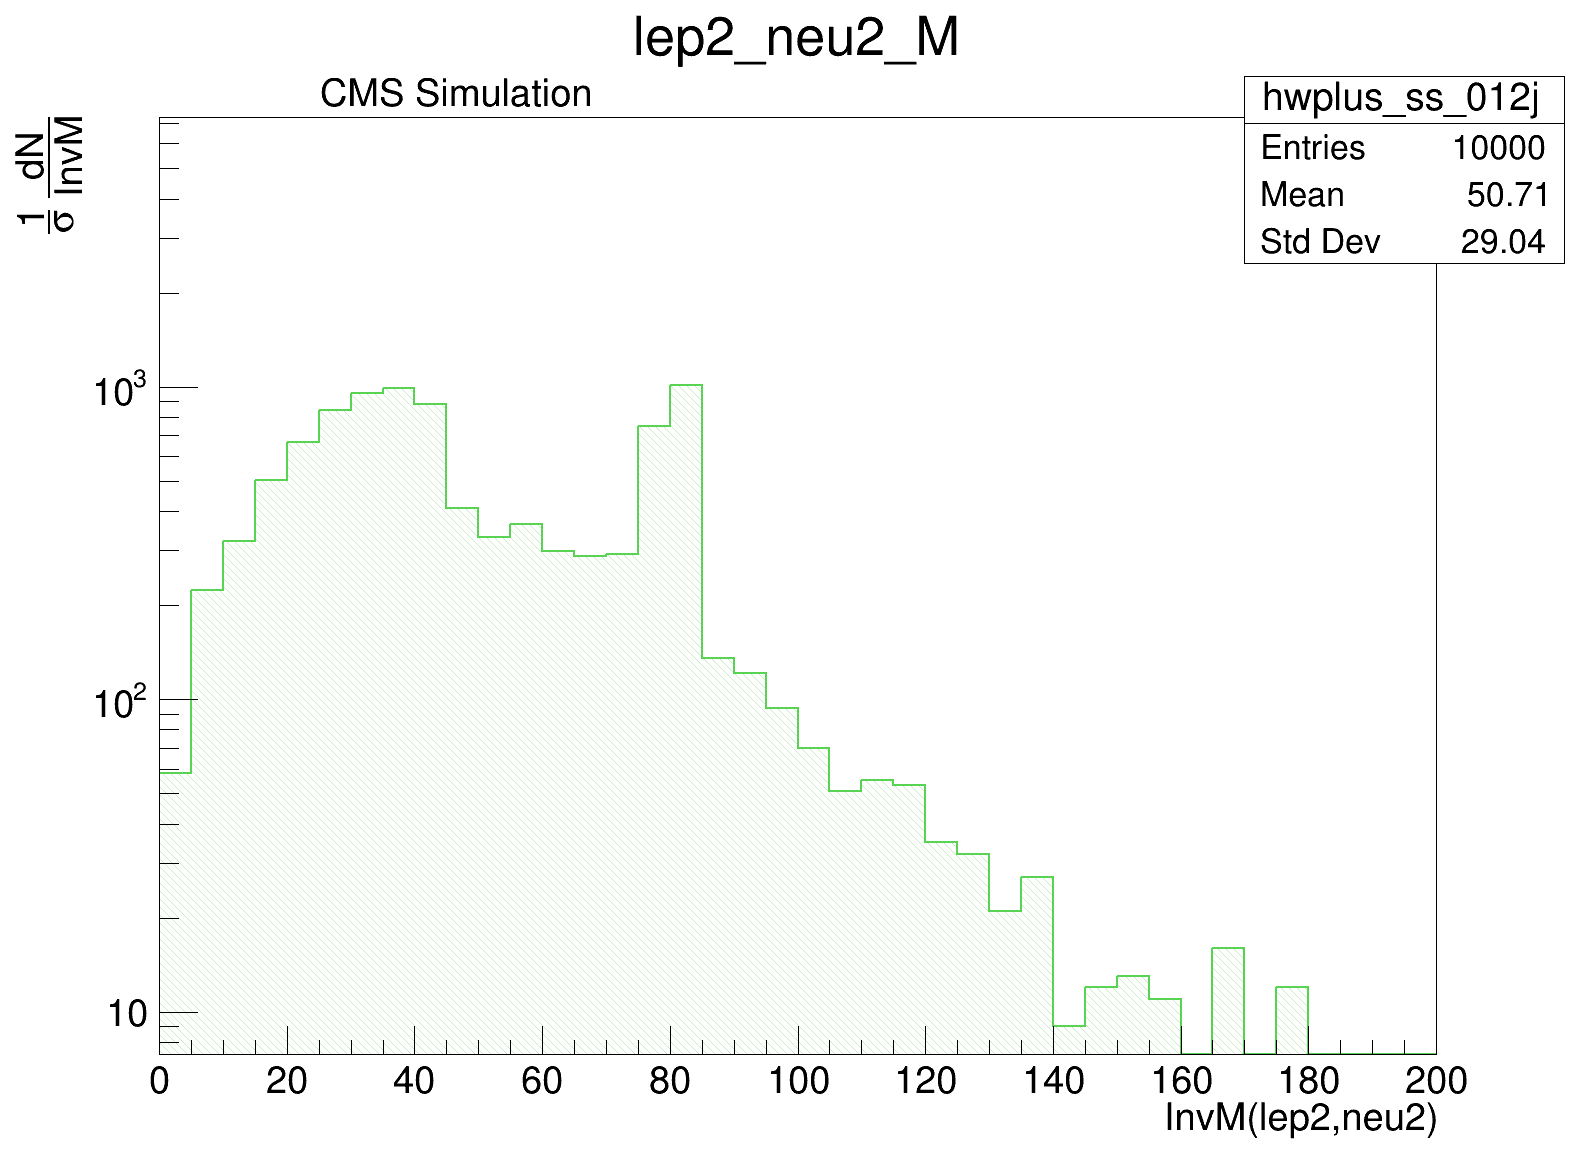 lep2_neu2_M
CMS Simulation
hwplus_ss_012j
Entries 10000
Mean 50.71
Std Dev 29.04
1 dN
σ InvM
10³
10²
10
0 20 40 60 80 100 120 140 160 180 200
InvM(lep2,neu2)